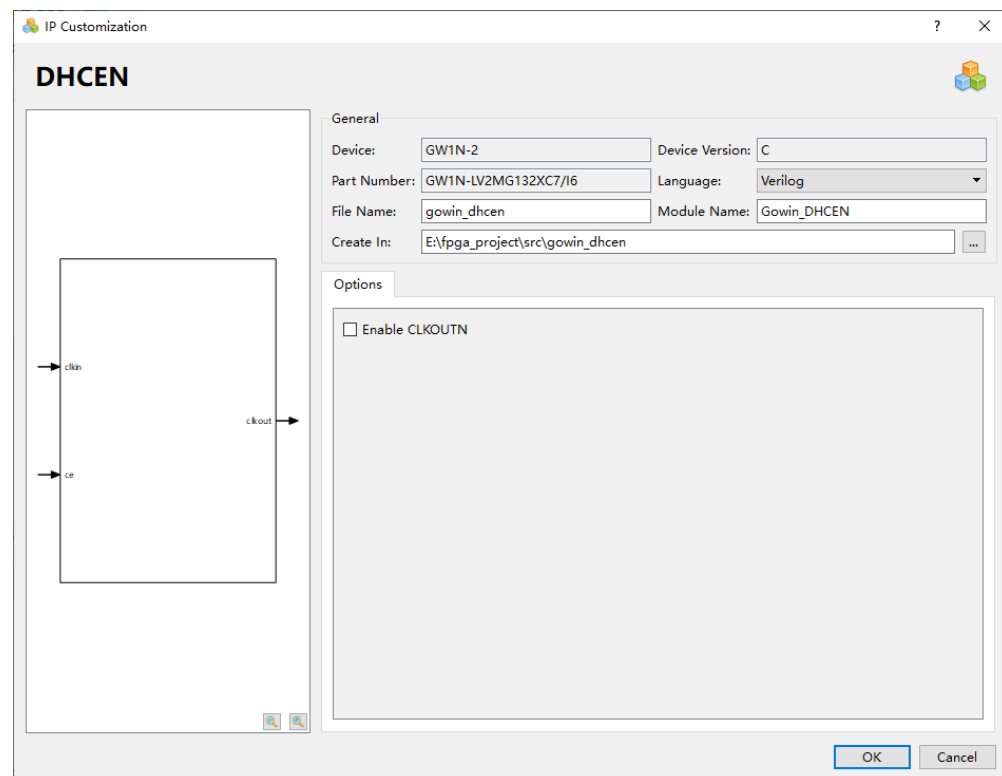 IP Customization
?
DHCEN
General
Device: GW1N-2 Device Version: C
Part Number: GW1N-LV2MG132XC7/I6 Language: Verilog
File Name: gowin_dhcen Module Name: Gowin_DHCEN
Create In: E:\fpga_project\src\gowin_dhcen ...
Options
Enable CLKOUTN
clkin
clkout
ce
OK Cancel